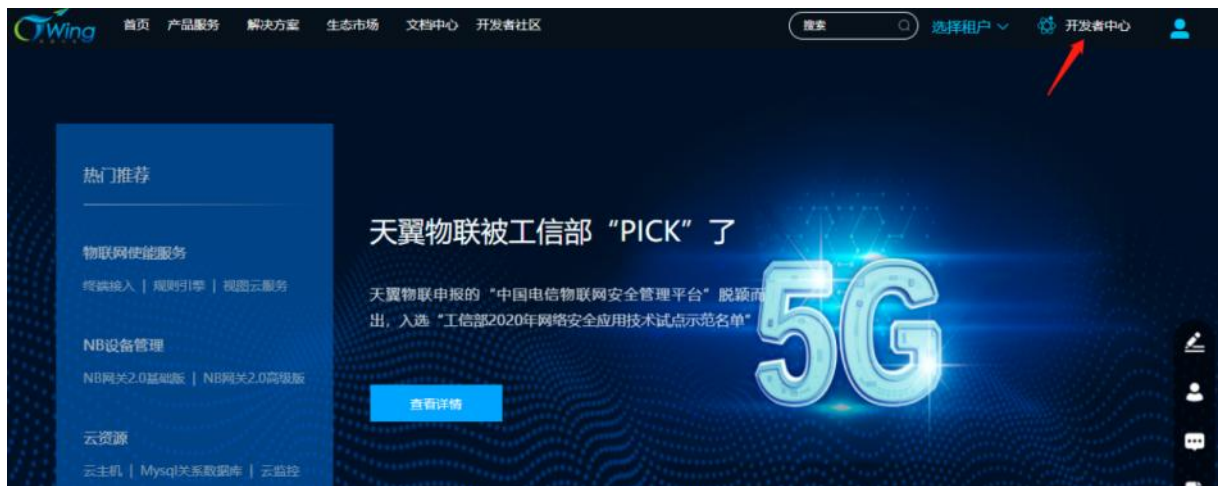 CTWing
首页 产品服务 解决方案 生态市场 文档中心 开发者社区 搜索 选择租户 开发者中心
热门推荐
物联网使能服务
终端接入 | 规则引擎 | 视图云服务
NB设备管理
NB网关2.0基础版 | NB网关2.0高级版
云资源
云主机 | Mysql关系数据库 | 云监控
天翼物联被工信部“PICK”了
天翼物联申报的“中国电信物联网安全管理平台”脱颖而
出，入选“工信部2020年网络安全应用技术试点示范名单”
查看详情
5G